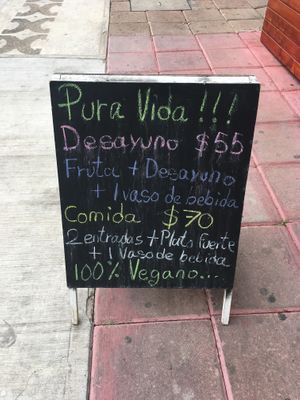 Pura Vida !!!
Desayuno $55
Fruta + Desayuno
+ 1 vaso de bebida
Comida $70
2 entradas + Plato fuerte
+ 1 Vaso de bebida
100% Vegano...